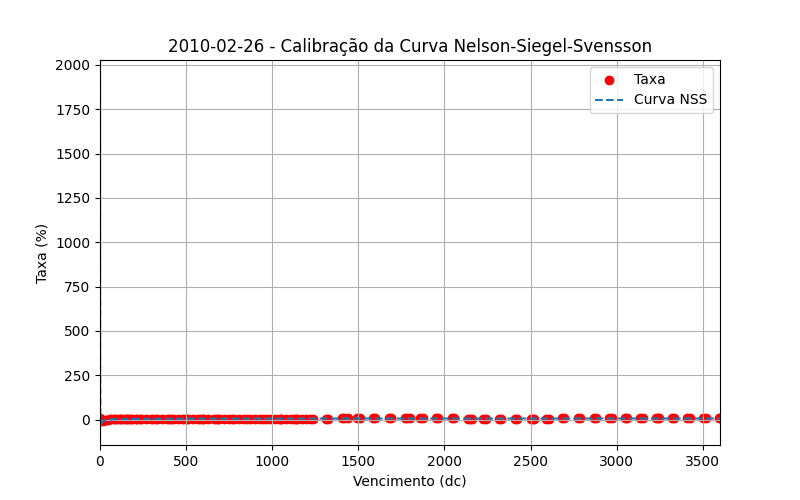 2010-02-26 - Calibração da Curva Nelson-Siegel-Svensson
Taxa (%)
2000
1750
1500
1250
1000
750
500
250
0
Taxa
Curva NSS
0 500 1000 1500 2000 2500 3000 3500
Vencimento (dc)